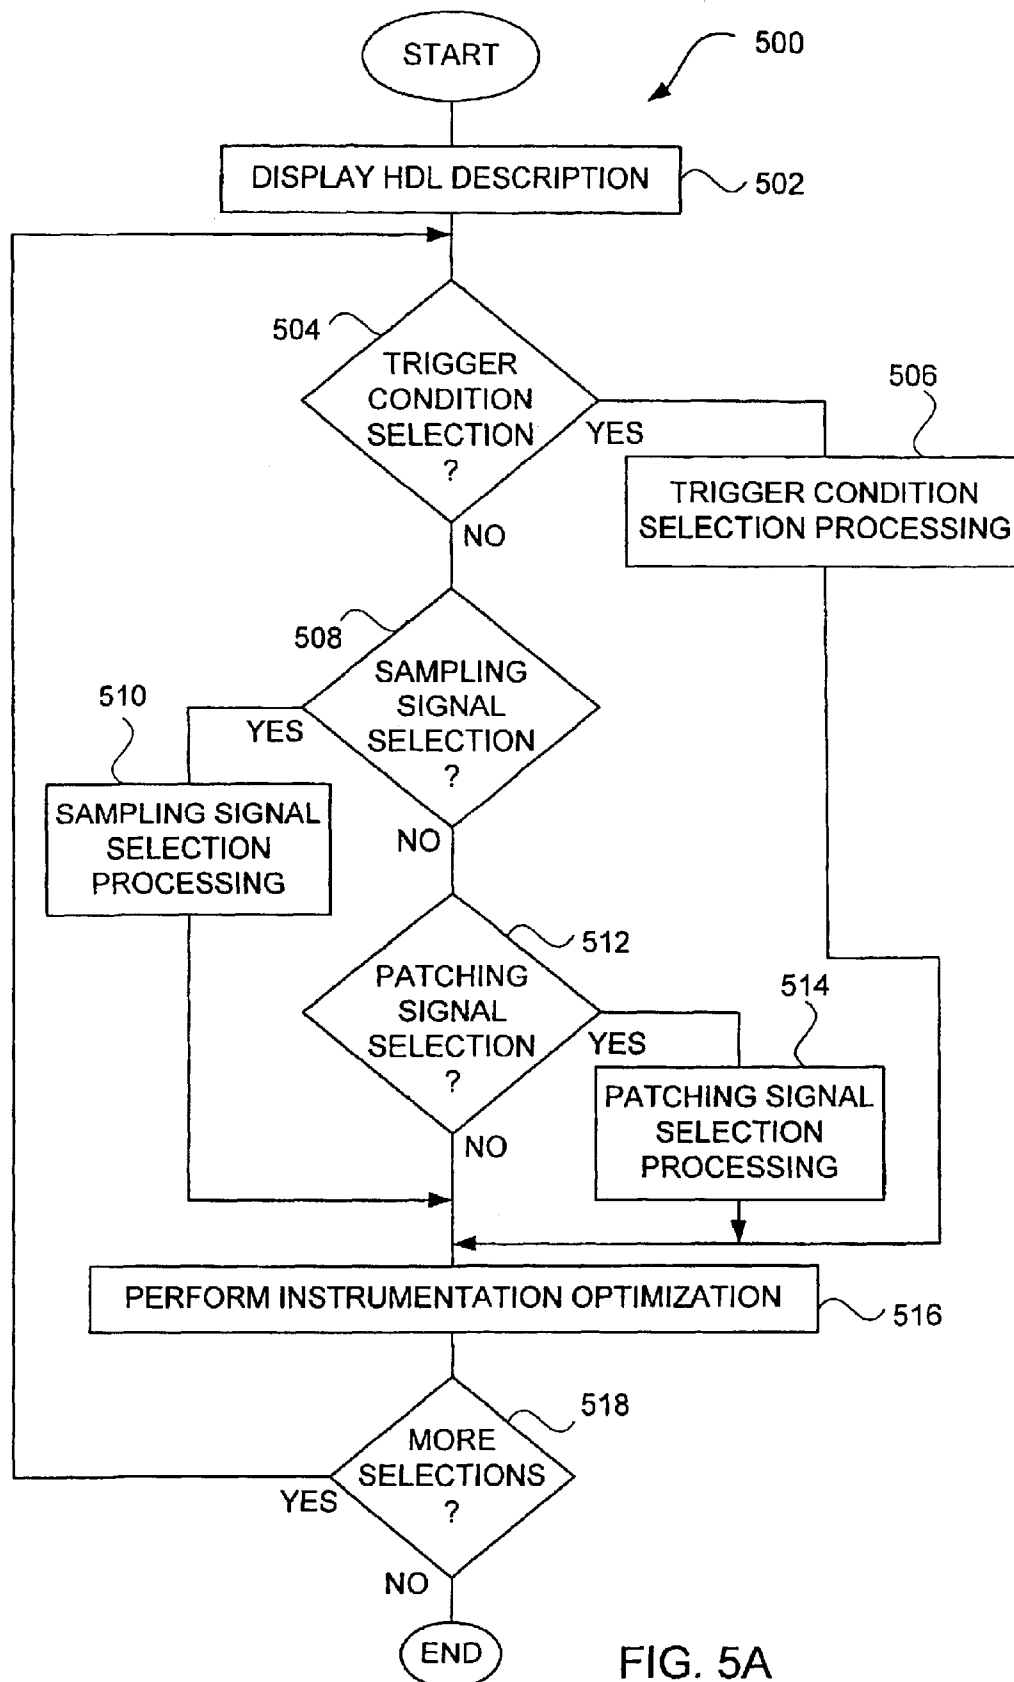 START
500
DISPLAY HDL DESCRIPTION
502
504
TRIGGER
CONDITION
SELECTION
?
YES
NO
506
TRIGGER CONDITION
SELECTION PROCESSING
508
SAMPLING
SIGNAL
SELECTION
?
YES
NO
510
SAMPLING SIGNAL
SELECTION
PROCESSING
512
PATCHING
SIGNAL
SELECTION
?
YES
NO
514
PATCHING SIGNAL
SELECTION
PROCESSING
PERFORM INSTRUMENTATION OPTIMIZATION
516
518
MORE
SELECTIONS
?
YES
NO
END
FIG. 5A